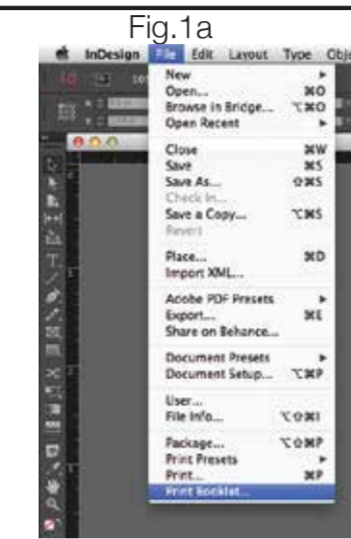 Fig.1a
InDesign File Edit Layout Type Obje
New
Open... ⌘O
Browse in Bridge... ⌥⌘O
Open Recent
Close ⌘W
Save ⌘S
Save As... ⇧⌘S
Check In...
Save a Copy... ⌥⌘S
Revert
Place... ⌘D
Import XML...
Adobe PDF Presets
Export... ⌘E
Share on Behance...
Document Presets
Document Setup... ⌥⌘P
User...
File Info... ⌥⇧⌘I
Package... ⌥⇧⌘P
Print Presets
Print... ⌘P
Print Booklet...